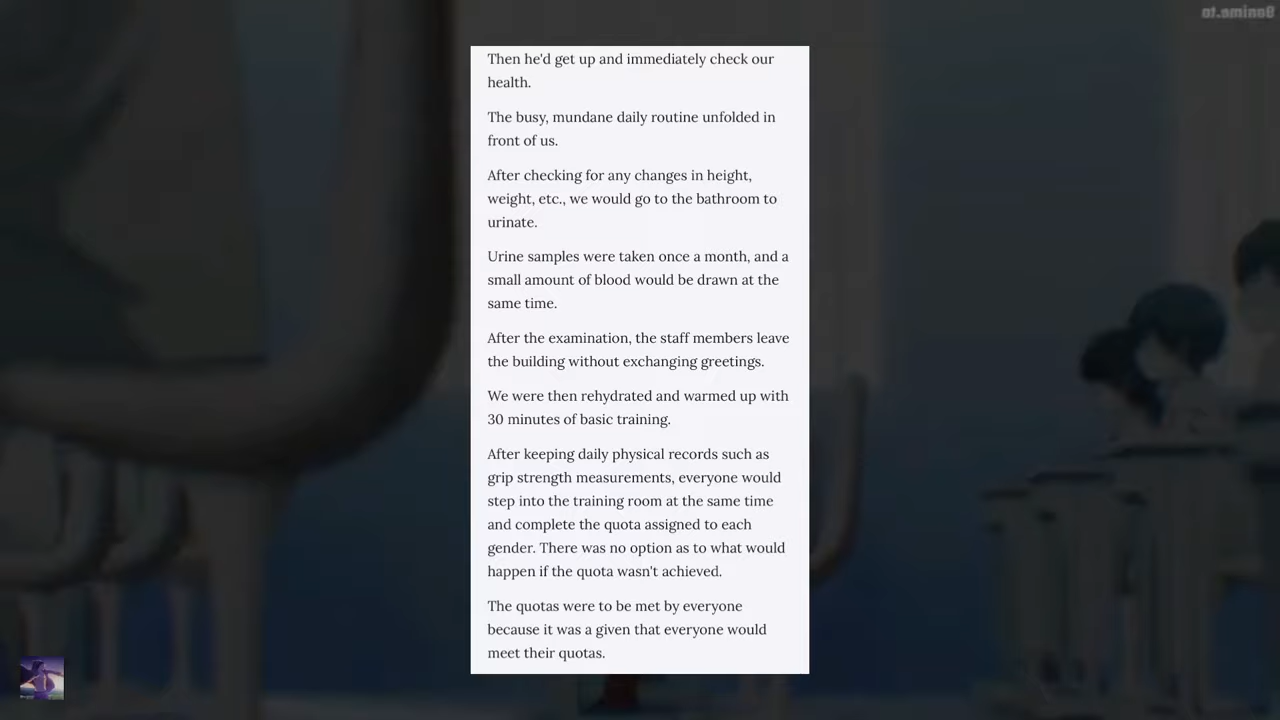 9anime.to
Then he'd get up and immediately check our
health.
The busy, mundane daily routine unfolded in
front of us.
After checking for any changes in height,
weight, etc., we would go to the bathroom to
urinate.
Urine samples were taken once a month, and a
small amount of blood would be drawn at the
same time.
After the examination, the staff members leave
the building without exchanging greetings.
We were then rehydrated and warmed up with
30 minutes of basic training.
After keeping daily physical records such as
grip strength measurements, everyone would
step into the training room at the same time
and complete the quota assigned to each
gender. There was no option as to what would
happen if the quota wasn't achieved.
The quotas were to be met by everyone
because it was a given that everyone would
meet their quotas.